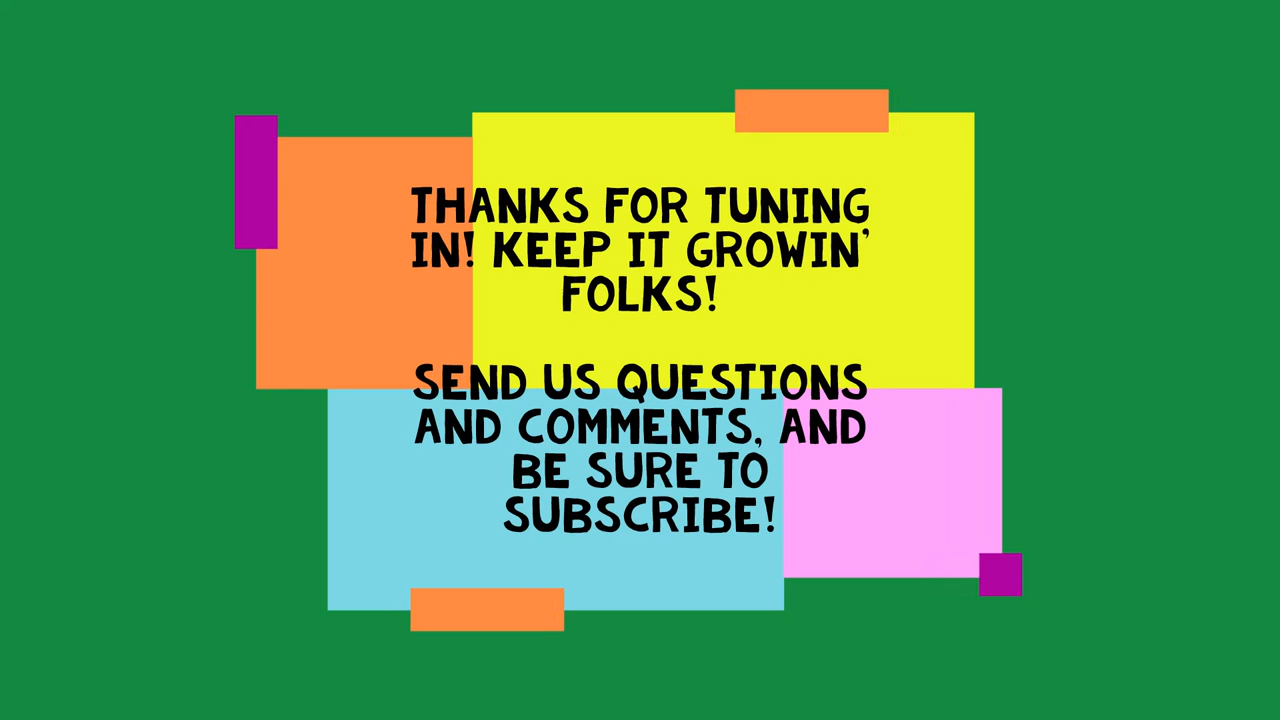 THANKS FOR TUNING
IN! KEEP IT GROWIN'
FOLKS!
SEND US QUESTIONS
AND COMMENTS, AND
BE SURE TO
SUBSCRIBE!